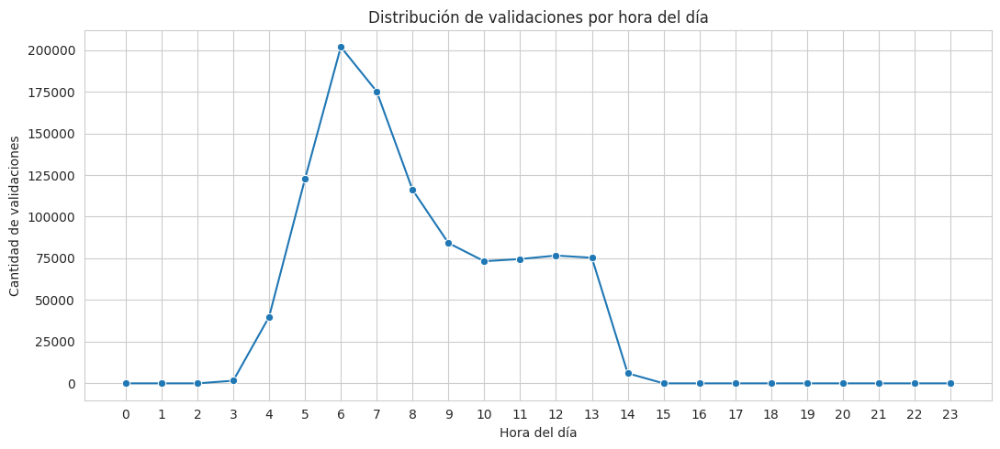 Distribución de validaciones por hora del día
Cantidad de validaciones
200000
175000
150000
125000
100000
75000
50000
25000
0
0 1 2 3 4 5 6 7 8 9 10 11 12 13 14 15 16 17 18 19 20 21 22 23
Hora del día